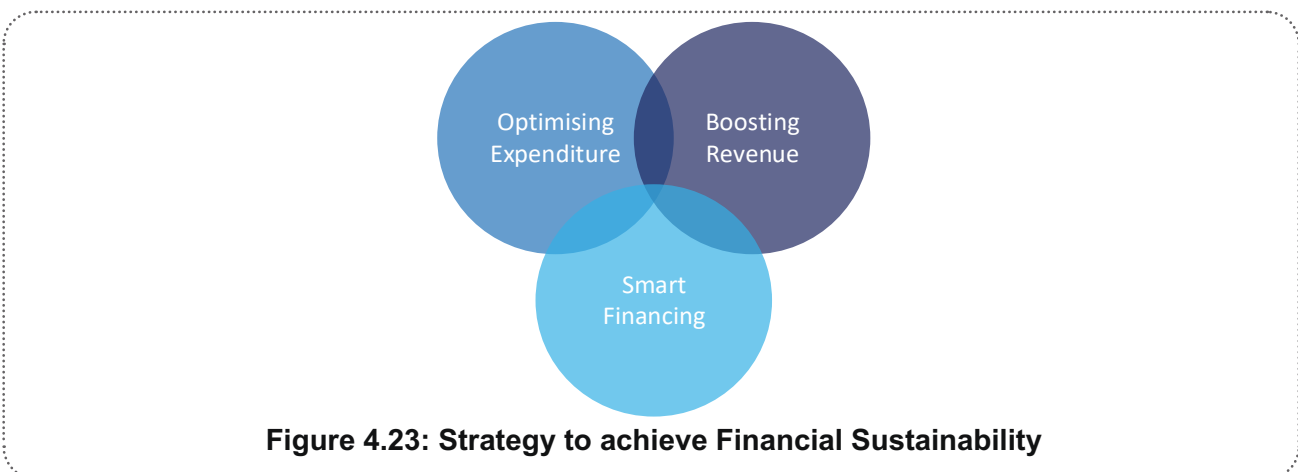 Optimising
Expenditure
Boosting
Revenue
Smart
Financing
Figure 4.23: Strategy to achieve Financial Sustainability